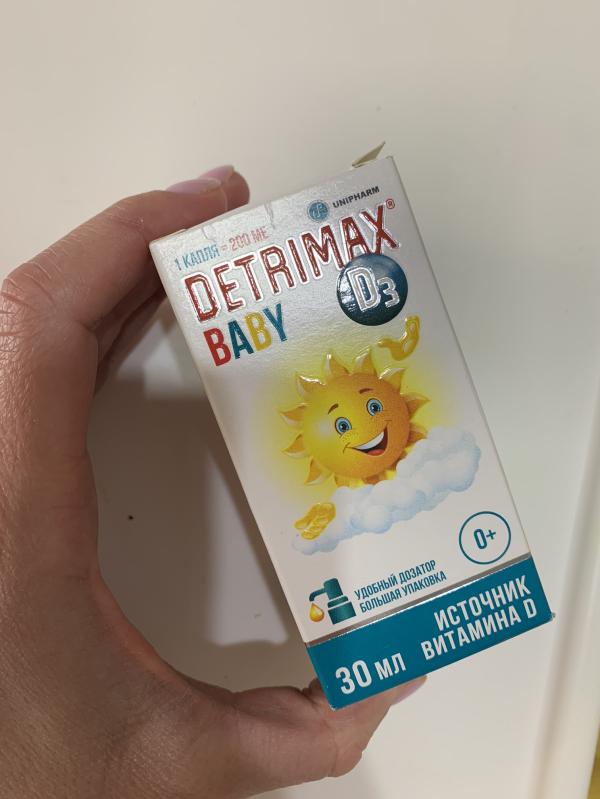 UNIPHARM
1 КАПЛЯ = 200 МЕ
DETRIMAX®
D3
BABY
0+
УДОБНЫЙ ДОЗАТОР
БОЛЬШАЯ УПАКОВКА
30 МЛ
ИСТОЧНИК
ВИТАМИНА D